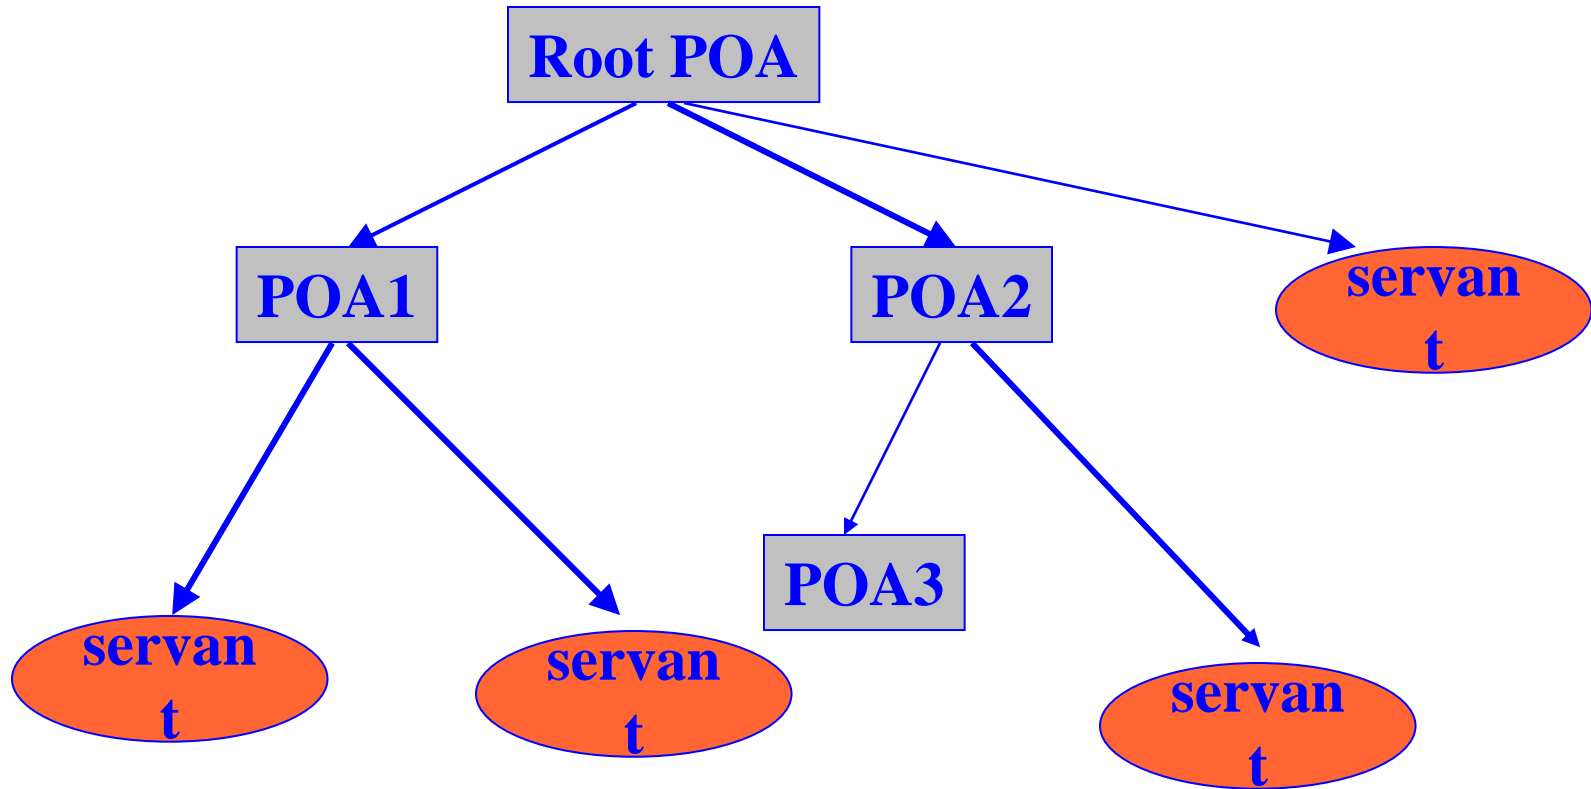 Root POA
POA1
POA2
servan
t
POA3
servan
t
servan
t
servan
t